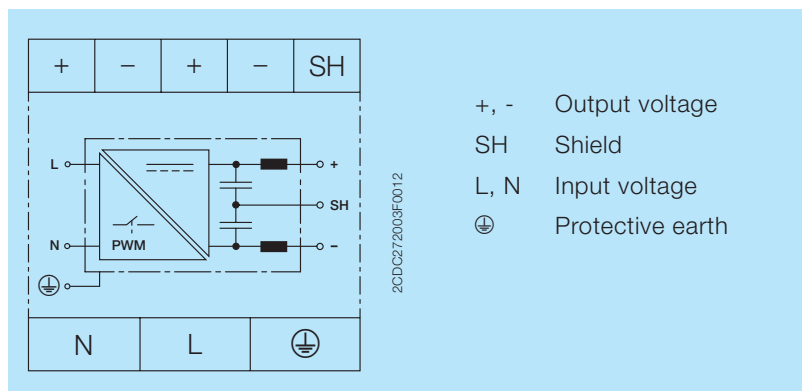 + − + − SH
L +
SH
PWM
N −
N L
2CDC272003F0012
+, - Output voltage
SH Shield
L, N Input voltage
⏚ Protective earth